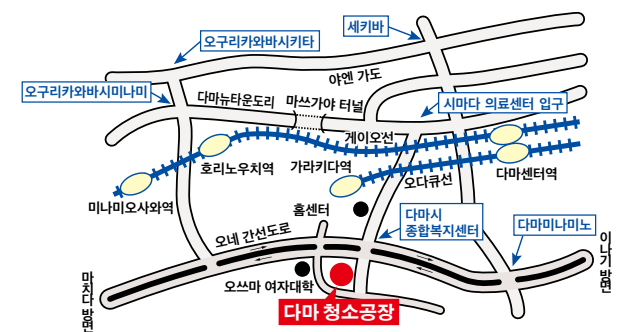 세키바
오구리카와바시키타
야엔 가도
오구리카와바시미나미
다마뉴타운도리
마쓰가야 터널
시마다 의료센터 입구
게이오선
호리노우치역
가라키다역
다마센터역
오다큐선
미나미오사와역
홈센터
다마시
종합복지센터
다마미나미노
오네 간선도로
이나기 방면
마치다 방면
오쓰마 여자대학
다마 청소공장